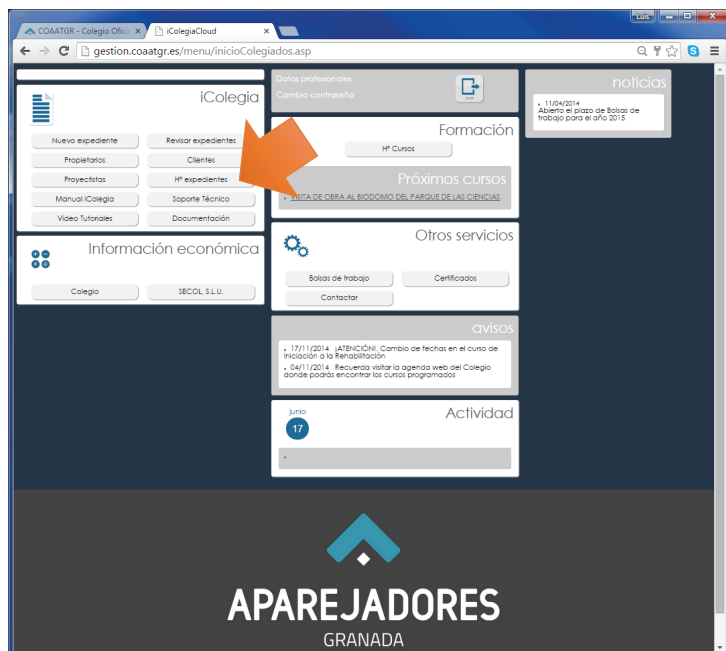 Luis
COAATGR - Colegio Oficia
iColegiaCloud
gestion.coaatgr.es/menu/inicioColegiados.asp
iColegia
Nuevo expediente
Revisar expedientes
Propietarios
Clientes
Proyectistas
Hº expedientes
Manual iColegia
Soporte Técnico
Video Tutoriales
Documentación
Información económica
Colegio
SECOL, S.L.U.
Datos profesionales
Cambio contraseña
Formación
Hº Cursos
Próximos cursos
VISITA DE OBRA AL BIODOMO DEL PARQUE DE LAS CIENCIAS
Otros servicios
Bolsas de trabajo
Certificados
Contactar
avisos
17/11/2014 ¡ATENCIÓN!. Cambio de fechas en el curso de
Iniciación a la Rehabilitación
04/11/2014 Recuerda visitar la agenda web del Colegio
donde podrás encontrar los cursos programados
junio
17
Actividad
noticias
11/04/2014
Abierto el plazo de Bolsas de
trabajo para el año 2015
APAREJADORES
GRANADA